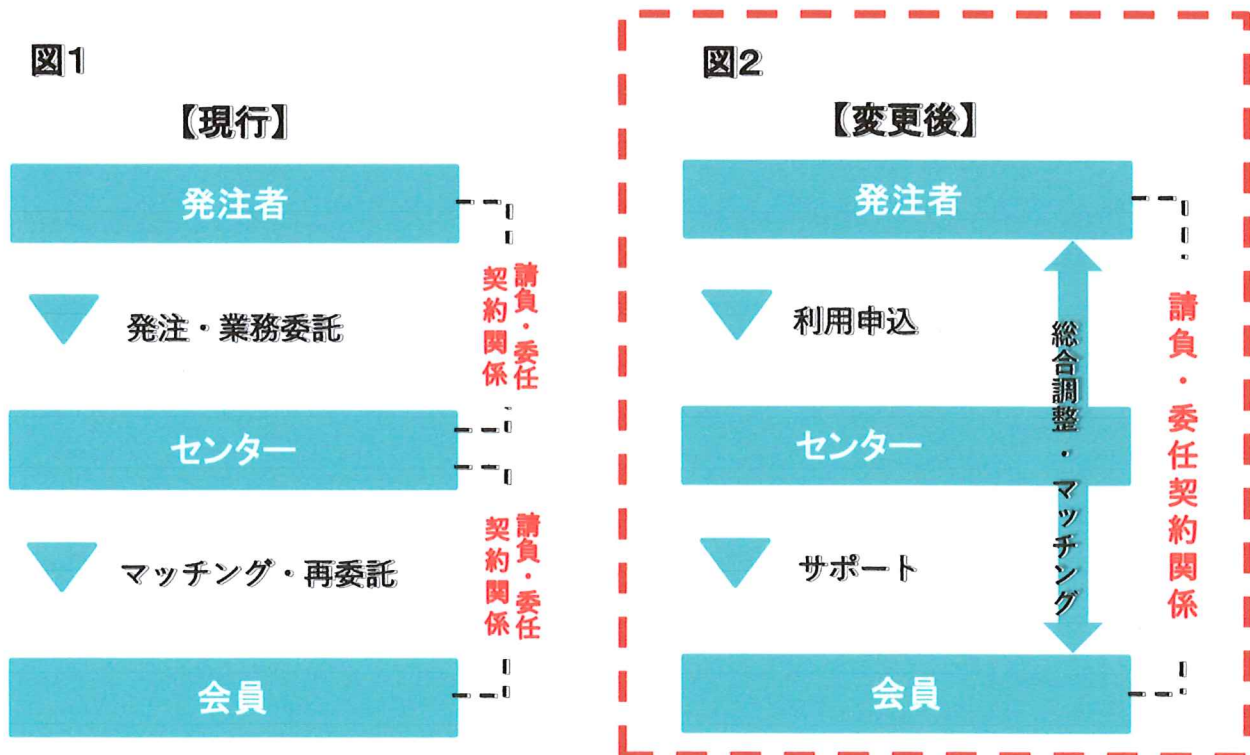 図1
【現行】
発注者
発注・業務委託
請負・委任
契約関係
センター
マッチング・再委託
請負・委任
契約関係
会員
図2
【変更後】
発注者
利用申込
総合調整・マッチング
請負・委任契約関係
センター
サポート
会員